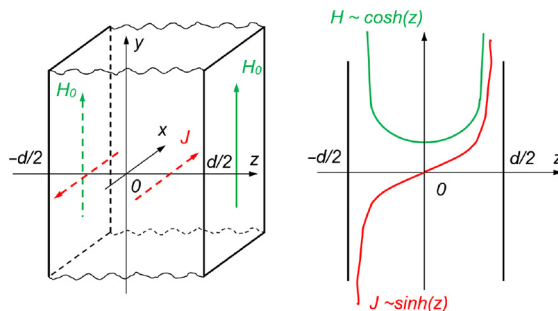 y
H₀
H₀
x
J
-d/2
d/2
z
0
H ~ cosh(z)
-d/2
d/2
z
0
J ~sinh(z)